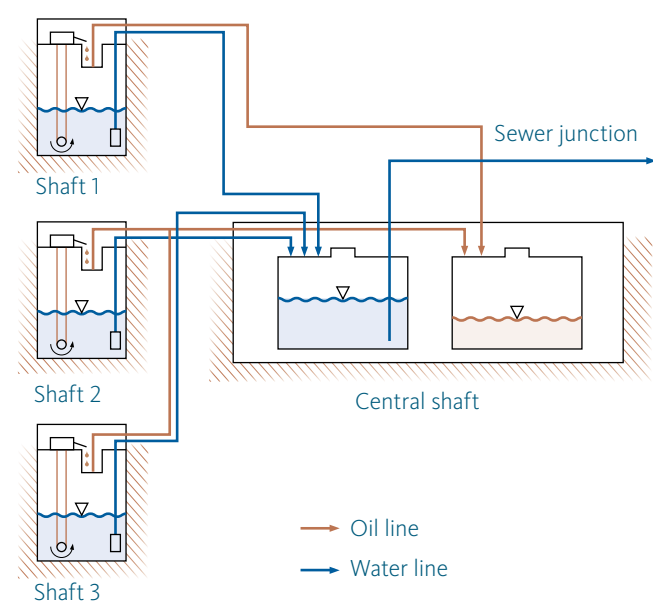 Sewer junction
Shaft 1
Shaft 2
Central shaft
Oil line
Water line
Shaft 3